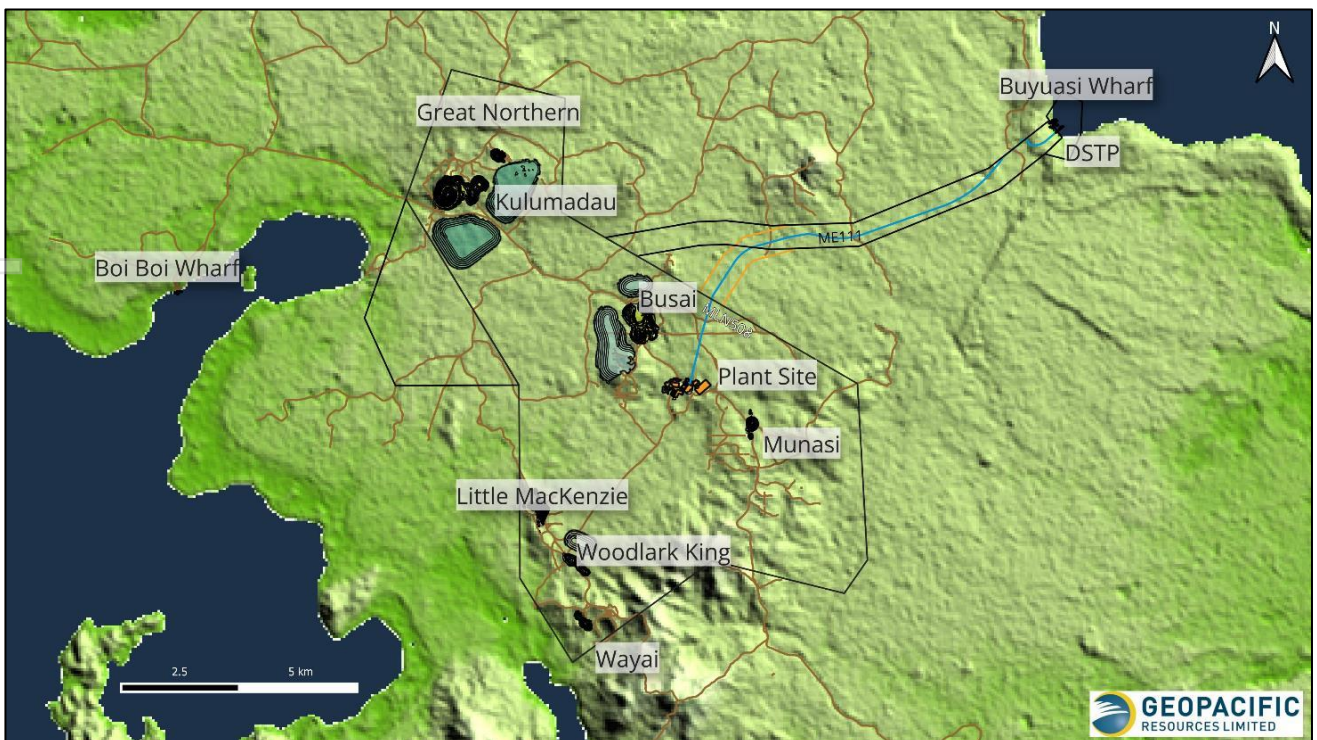 N
Buyuasi Wharf
Great Northern
DSTP
Kulumadau
ME111
Boi Boi Wharf
Busai
Plant Site
Munasi
Little MacKenzie
Woodlark King
Wayai
2.5
5 km
GEOPACIFIC
RESOURCES LIMITED